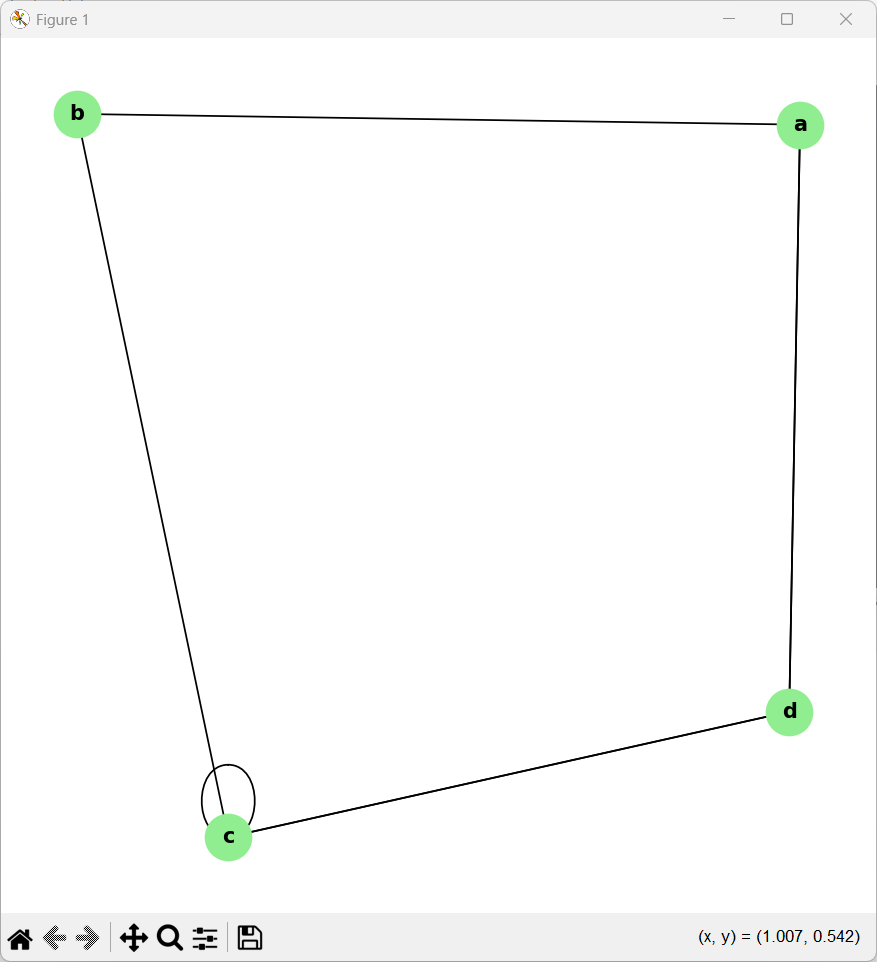 Figure 1
b
a
d
c
(x, y) = (1.007, 0.542)